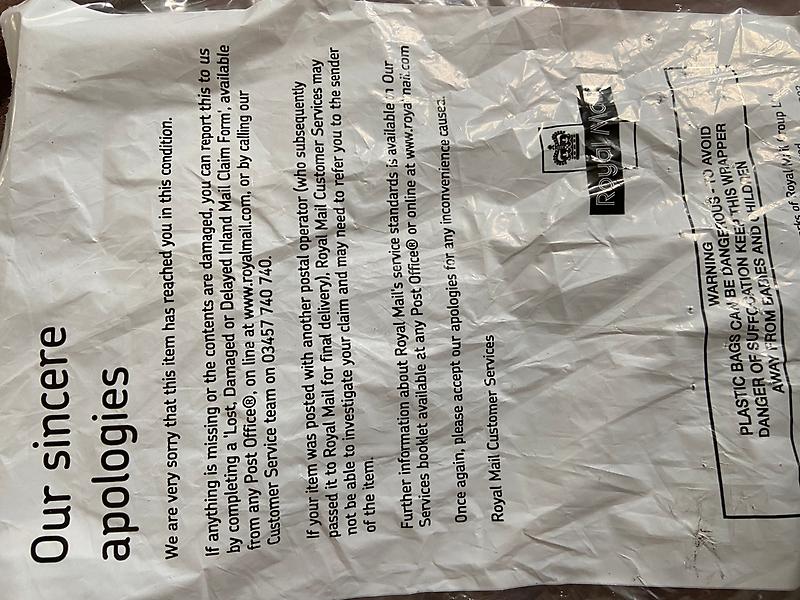 Our sincere
apologies
We are very sorry that this item has reached you in this condition.
If anything is missing or the contents are damaged, you can report this to us
by completing a 'Lost, Damaged or Delayed Inland Mail Claim Form', available
from any Post Office®, on line at www.royalmail.com, or by calling our
Customer Service team on 03457 740 740.
If your item was posted with another postal operator (who subsequently
passed it to Royal Mail for final delivery), Royal Mail Customer Services may
not be able to investigate your claim and may need to refer you to the sender
of the item.
Further information about Royal Mail's service standards is available in Our
Services booklet available at any Post Office® or online at www.royalmail.com
Once again, please accept our apologies for any inconvenience caused.
Royal Mail Customer Services
Royal Mail
WARNING
PLASTIC BAGS CAN BE DANGEROUS TO AVOID
DANGER OF SUFFOCATION KEEP THIS WRAPPER
AWAY FROM BABIES AND CHILDREN
of Royal Mail Group